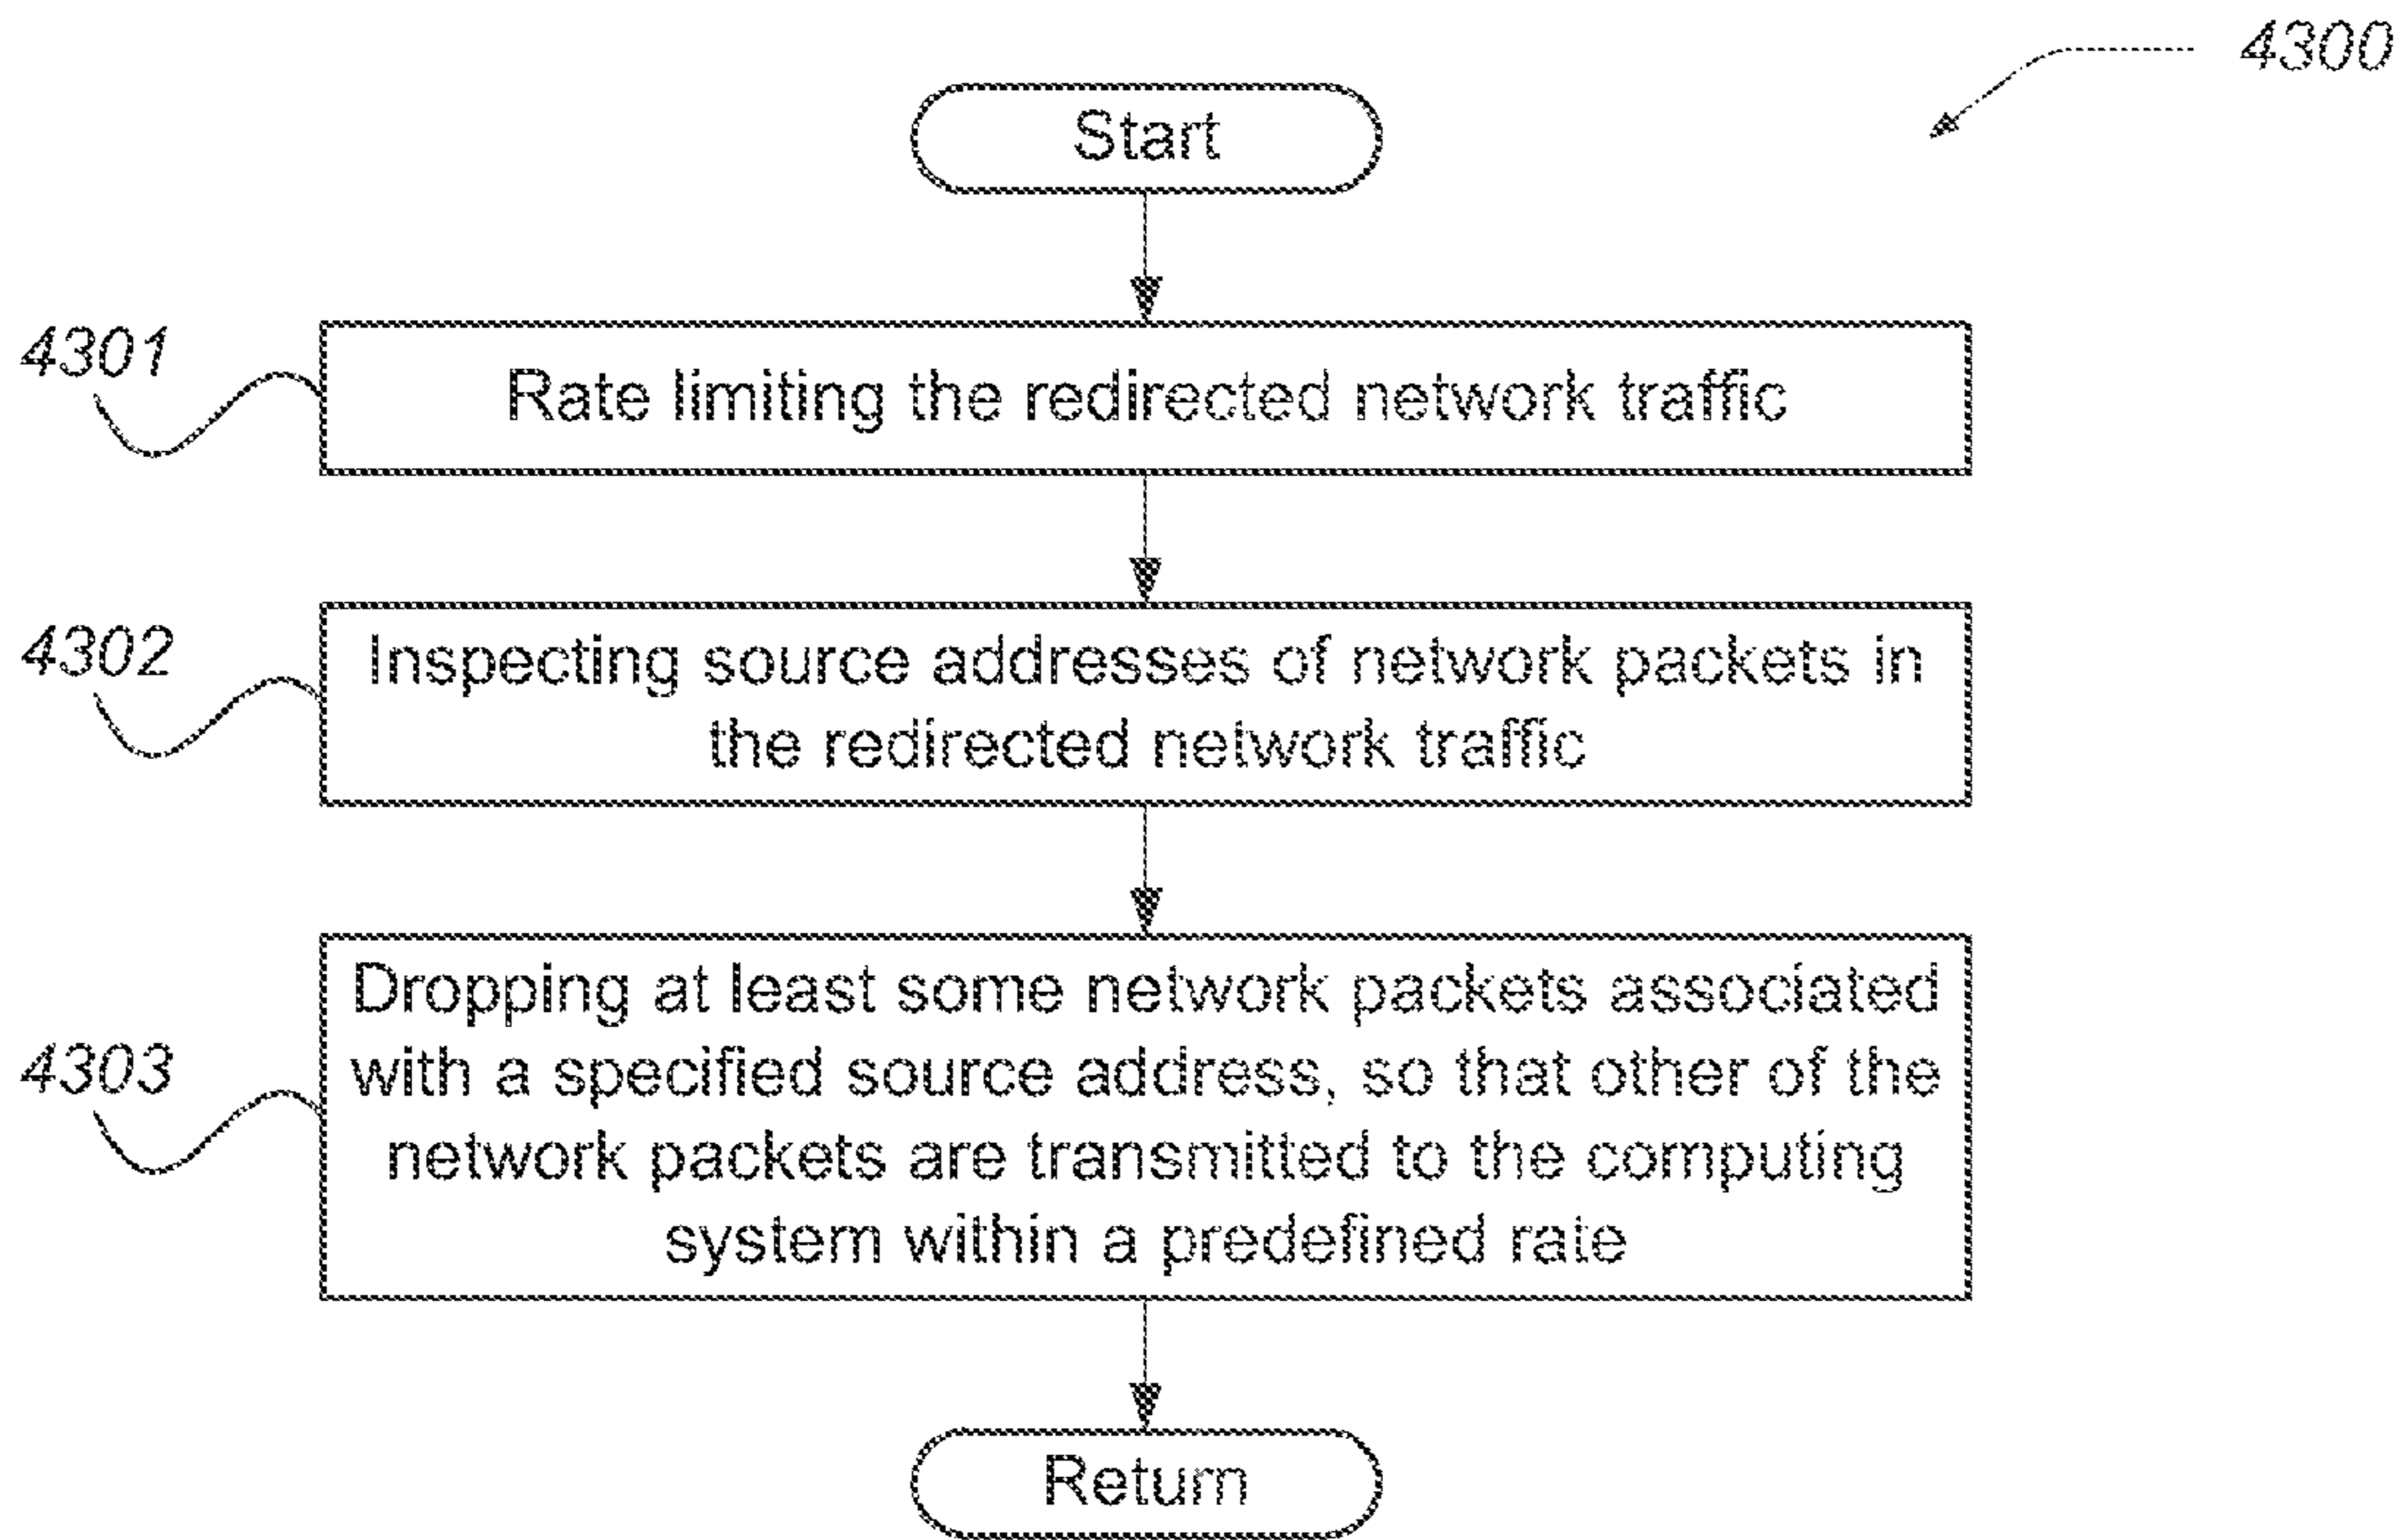 4300
Start
4301
Rate limiting the redirected network traffic
4302
Inspecting source addresses of network packets in
the redirected network traffic
4303
Dropping at least some network packets associated
with a specified source address, so that other of the
network packets are transmitted to the computing
system within a predefined rate
Return